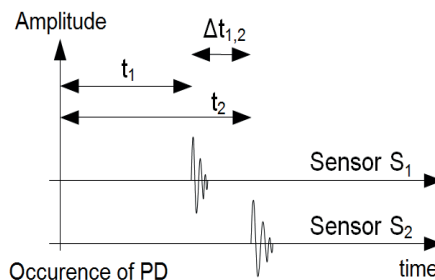 Amplitude
Δt1,2
t1
t2
Sensor S1
Sensor S2
Occurence of PD
time